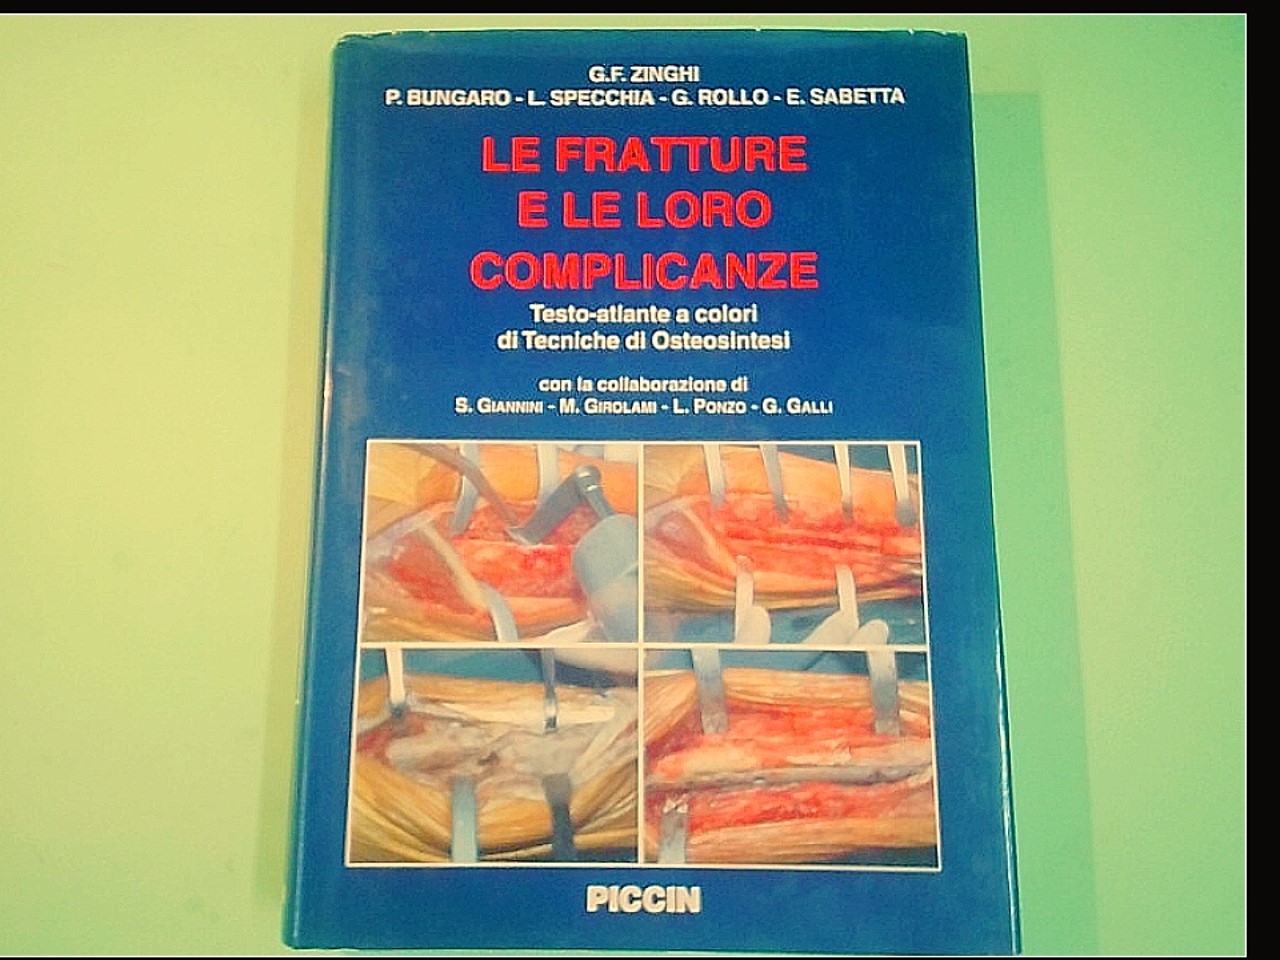 G.F. ZINGHI
P. BUNGARO - L. SPECCHIA - G. ROLLO - E. SABETTA
LE FRATTURE
E LE LORO
COMPLICANZE
Testo-atlante a colori
di Tecniche di Osteosintesi
con la collaborazione di
S. GIANNINI - M. GIROLAMI - L. PONZO - G. GALLI
PICCIN